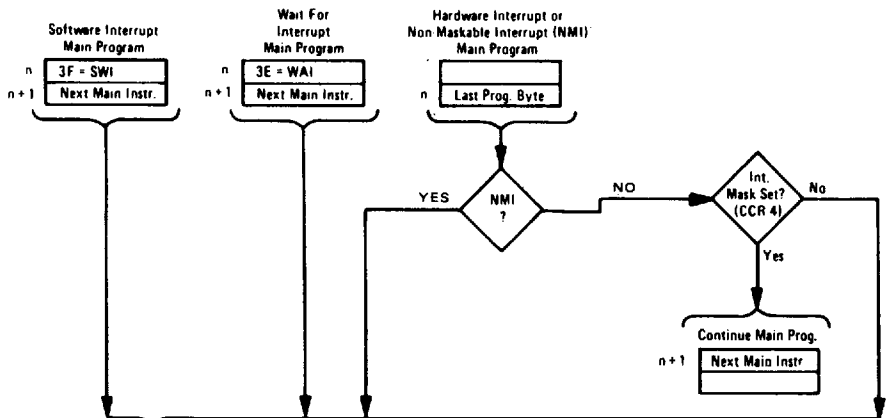 Software Interrupt
Main Program
n 3F = SWI
n + 1 Next Main Instr.
Wait For
Interrupt
Main Program
n 3E = WAI
n + 1 Next Main Instr.
Hardware Interrupt or
Non Maskable Interrupt (NMI)
Main Program
n Last Prog. Byte
YES
NMI
?
NO
Int.
Mask Set?
(CCR 4)
No
Yes
Continue Main Prog.
n + 1 Next Main Instr